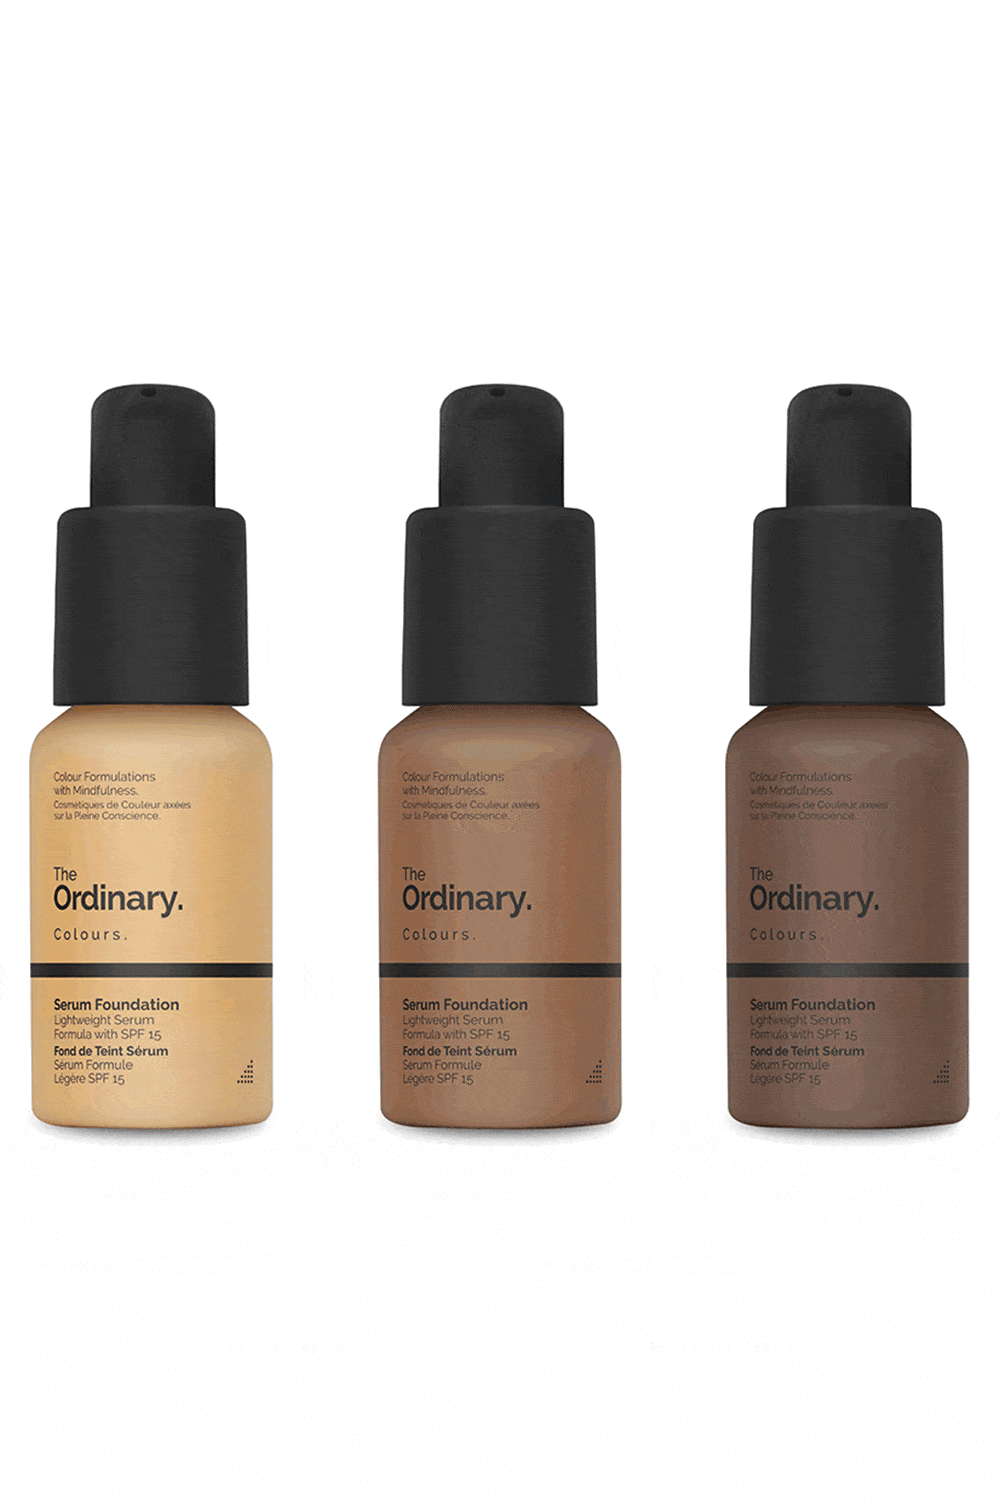 Colour Formulations
with Mindfulness.
Cosmetiques de Couleur axées
sur la Pleine Conscience.
The
Ordinary.
Colours.
Serum Foundation
Lightweight Serum
Formula with SPF 15
Fond de Teint Sérum
Sérum Formule
Légère SPF 15
Colour Formulations
with Mindfulness.
Cosmetiques de Couleur axées
sur la Pleine Conscience.
The
Ordinary.
Colours.
Serum Foundation
Lightweight Serum
Formula with SPF 15
Fond de Teint Sérum
Sérum Formule
Légère SPF 15
Colour Formulations
with Mindfulness.
Cosmetiques de Couleur axées
sur la Pleine Conscience.
The
Ordinary.
Colours.
Serum Foundation
Lightweight Serum
Formula with SPF 15
Fond de Teint Sérum
Sérum Formule
Légère SPF 15